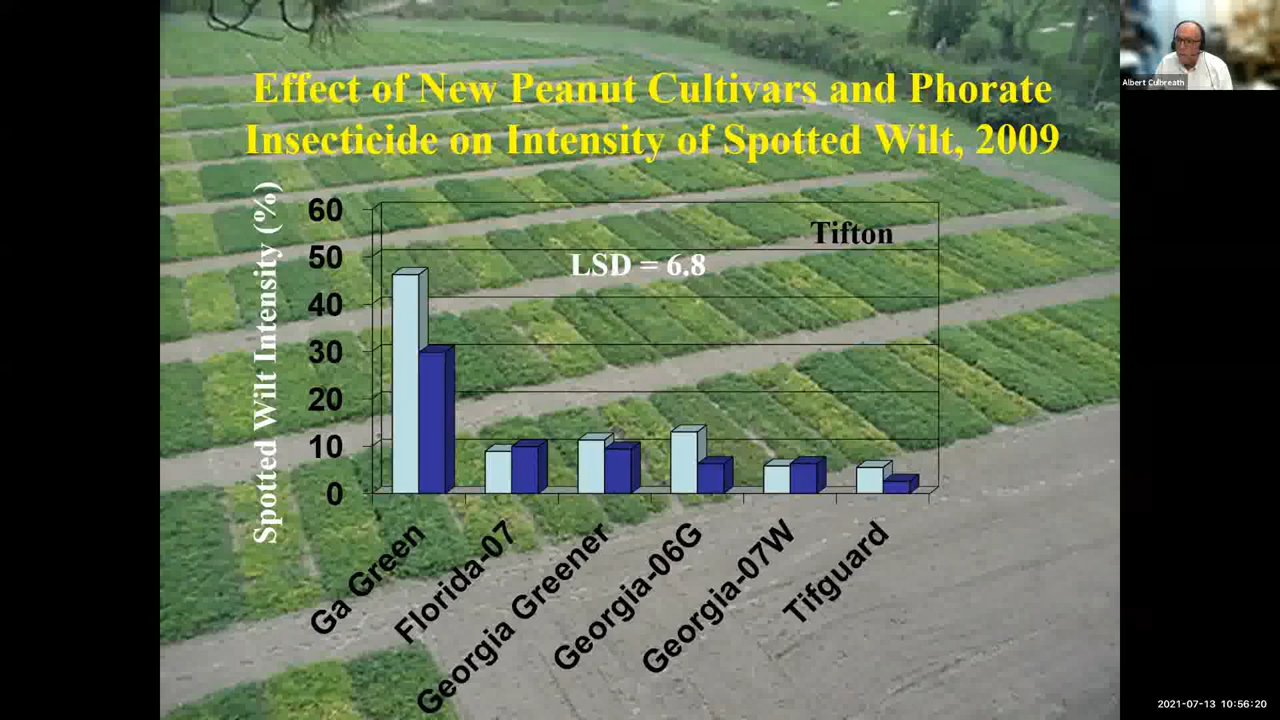 Effect of New Peanut Cultivars and Phorate
Insecticide on Intensity of Spotted Wilt, 2009
Albert Culbreath
Spotted Wilt Intensity (%)
60
50
40
30
20
10
0
Tifton
LSD = 6.8
Ga Green
Florida-07
Georgia Greener
Georgia-06G
Georgia-07W
Tifguard
2021-07-13 10:56:20